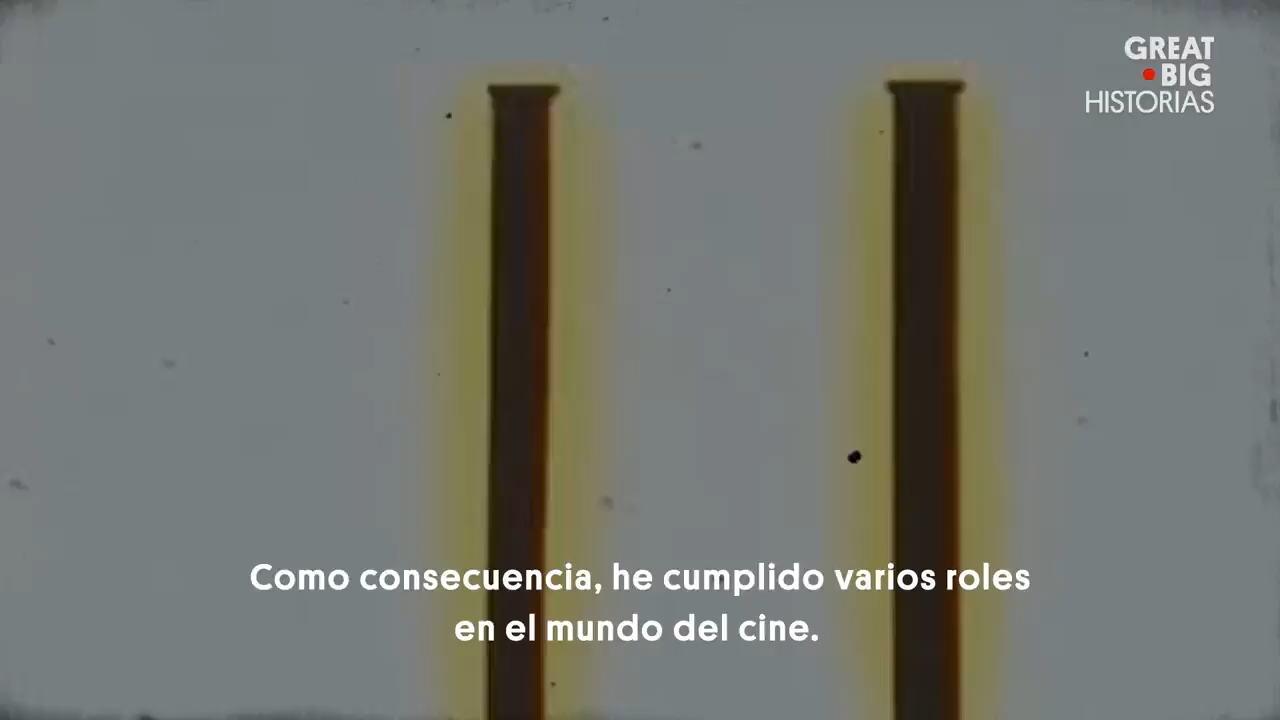 GREAT
BIG
HISTORIAS
Como consecuencia, he cumplido varios roles
en el mundo del cine.